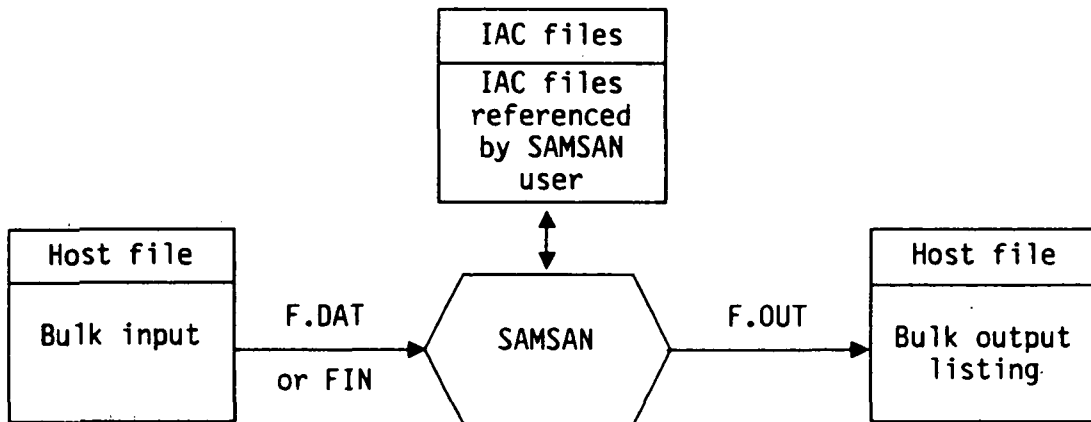 IAC files
IAC files
referenced
by SAMSAN
user
Host file
Bulk input
F.DAT
or FIN
SAMSAN
F.OUT
Host file
Bulk output
listing